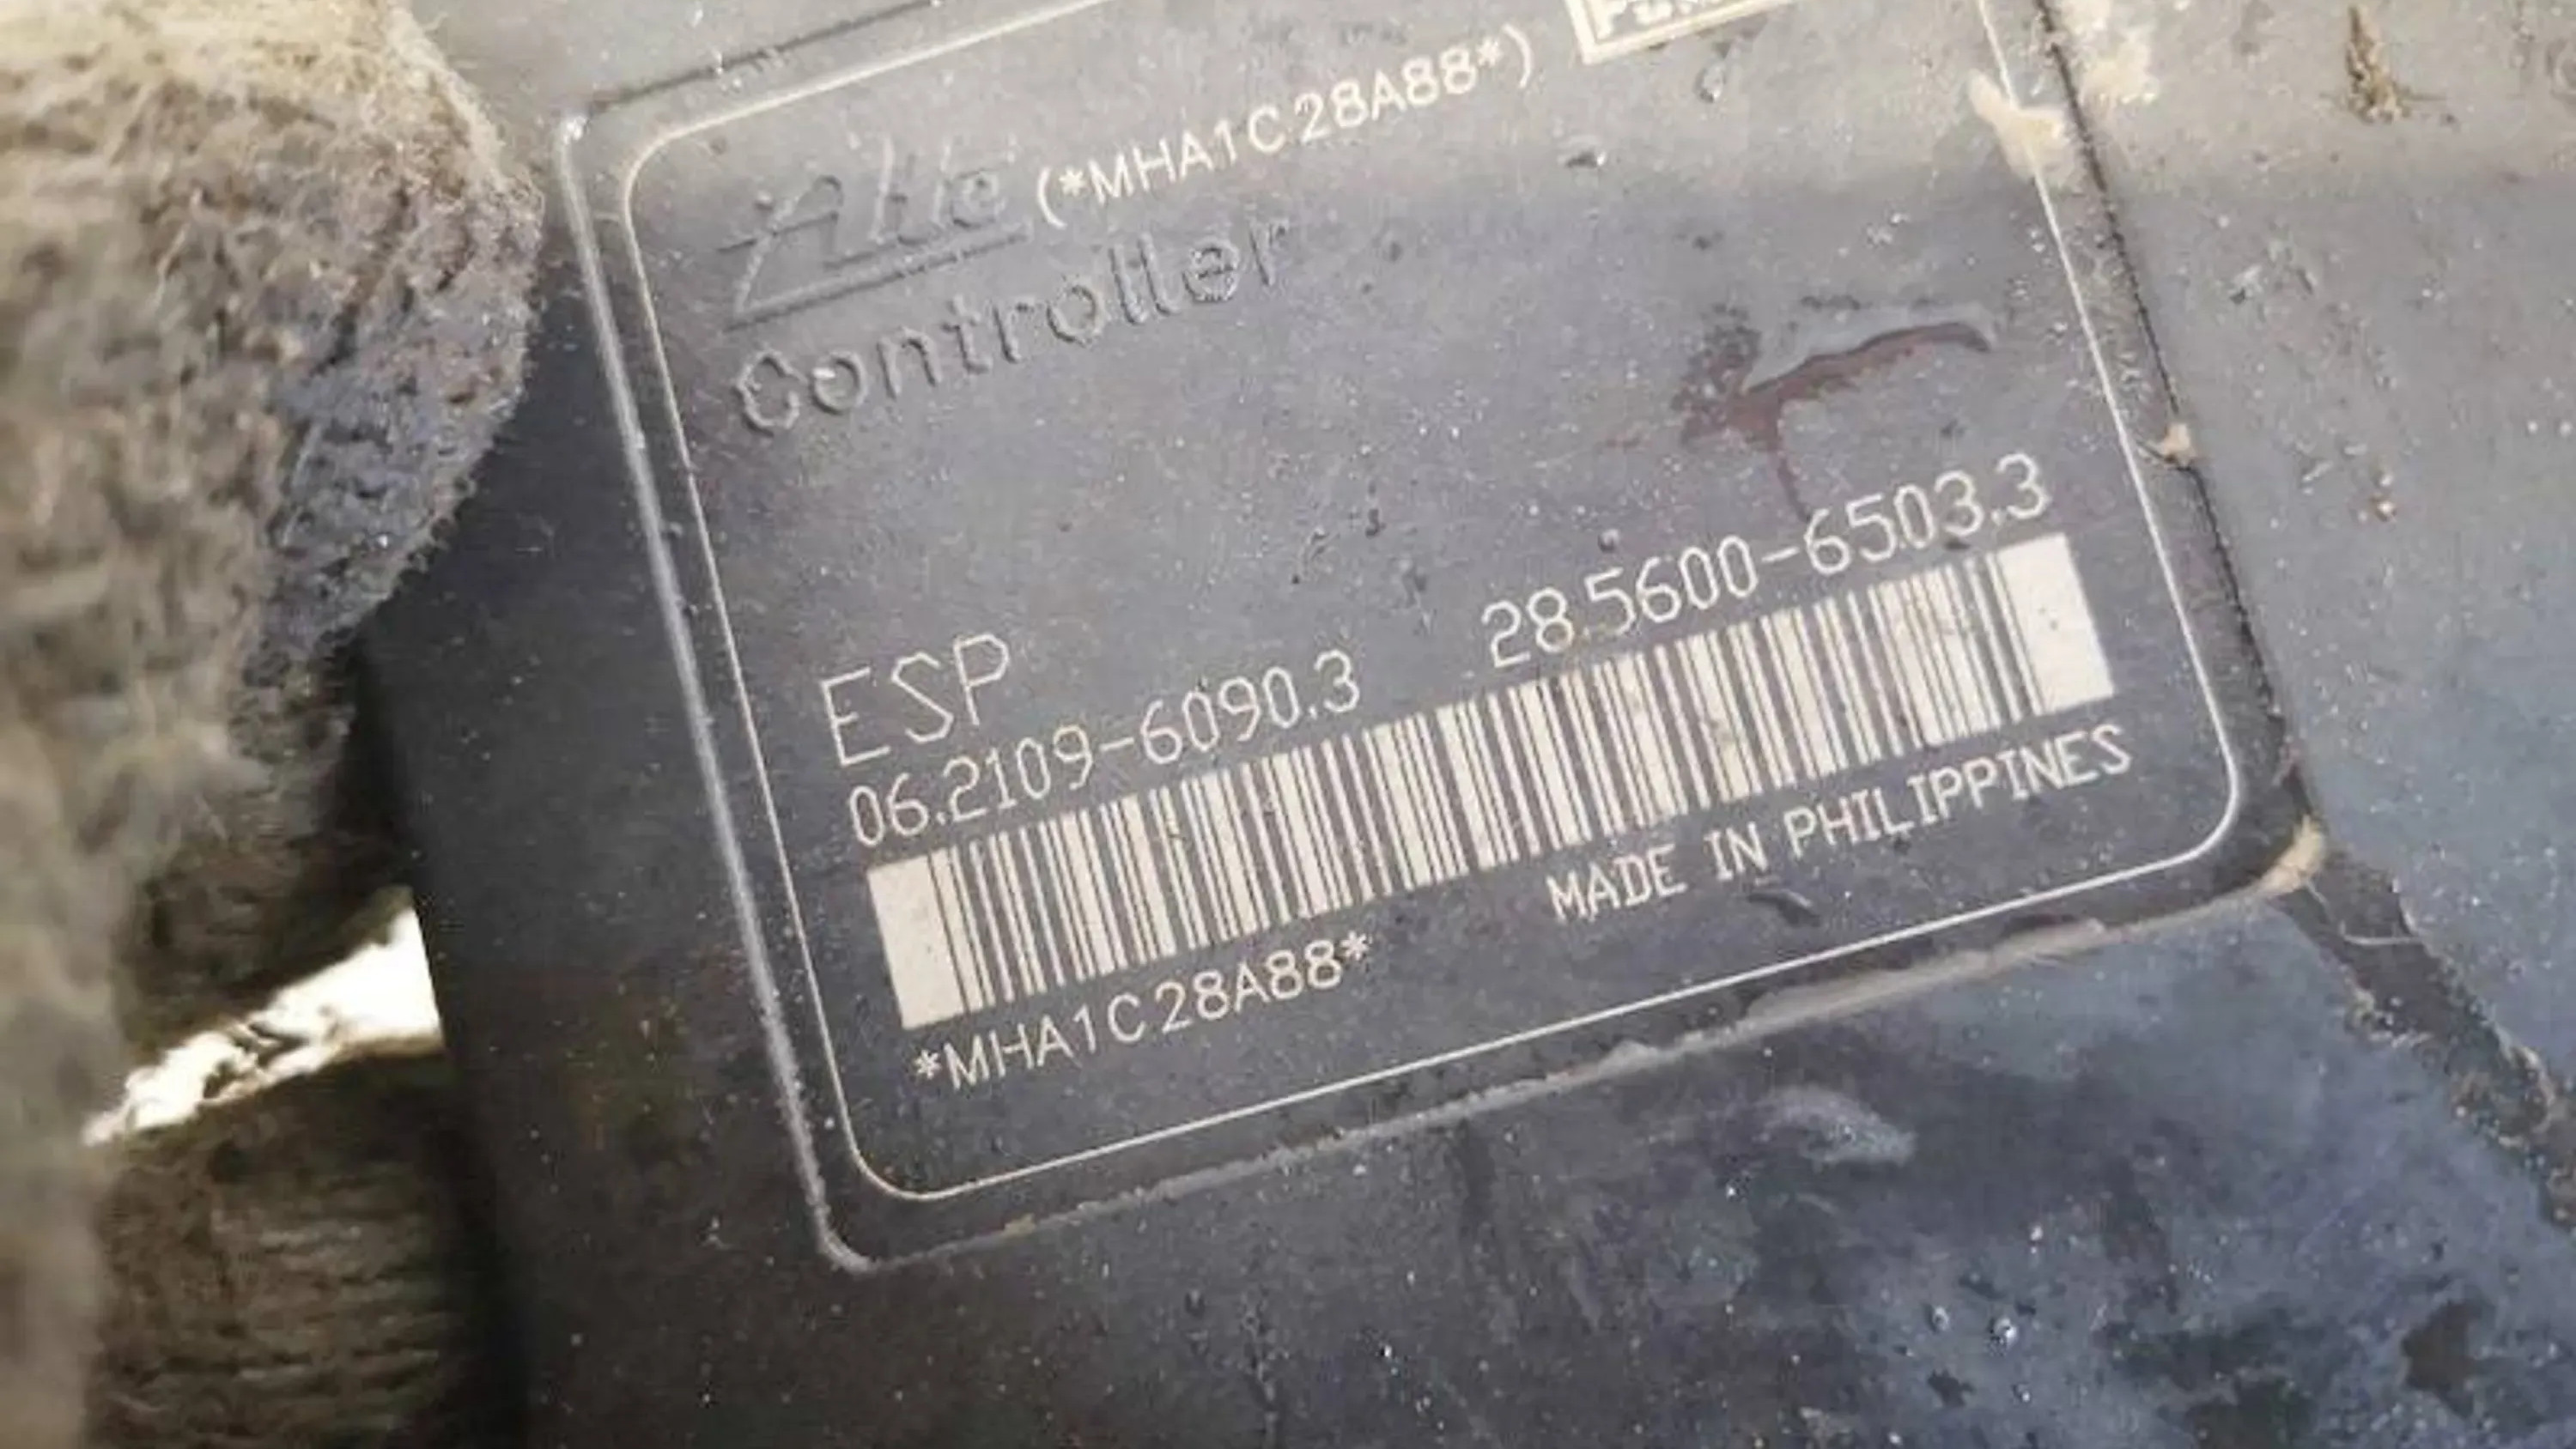 Ate (*MHA1C28A88*)
Controller
ESP
06.2109-6090.3 28.5600-6503.3
MADE IN PHILIPPINES
*MHA1C28A88*